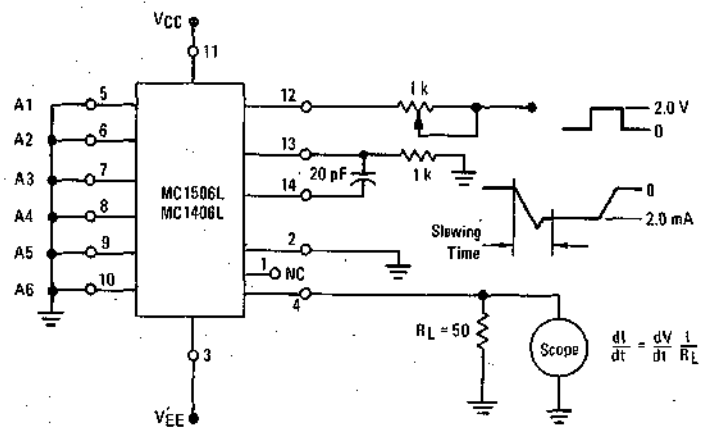 VCC
11
A1 5
A2 6
A3 7
A4 8
A5 9
A6 10
MC1506L
MC1406L
12 1 k
13 20 pF 1 k
14
2
1 NC
4
3
VEE
2.0 V
0
0
2.0 mA
Slewing
Time
RL = 50
Scope
dI/dt = dV/dt 1/RL